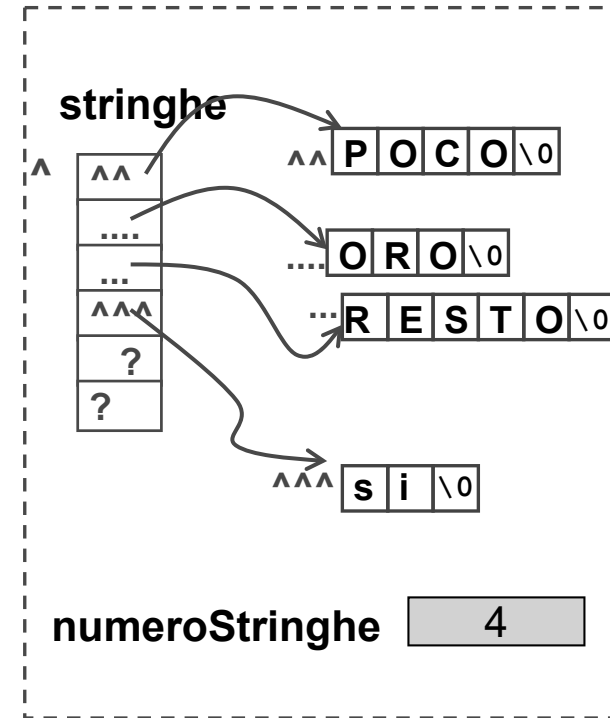 stringhe
^ ^^ ^^ P O C O \0
.... .... O R O \0
... ... R E S T O \0
^^^
?
?
^^^ s i \0
numeroStringhe 4